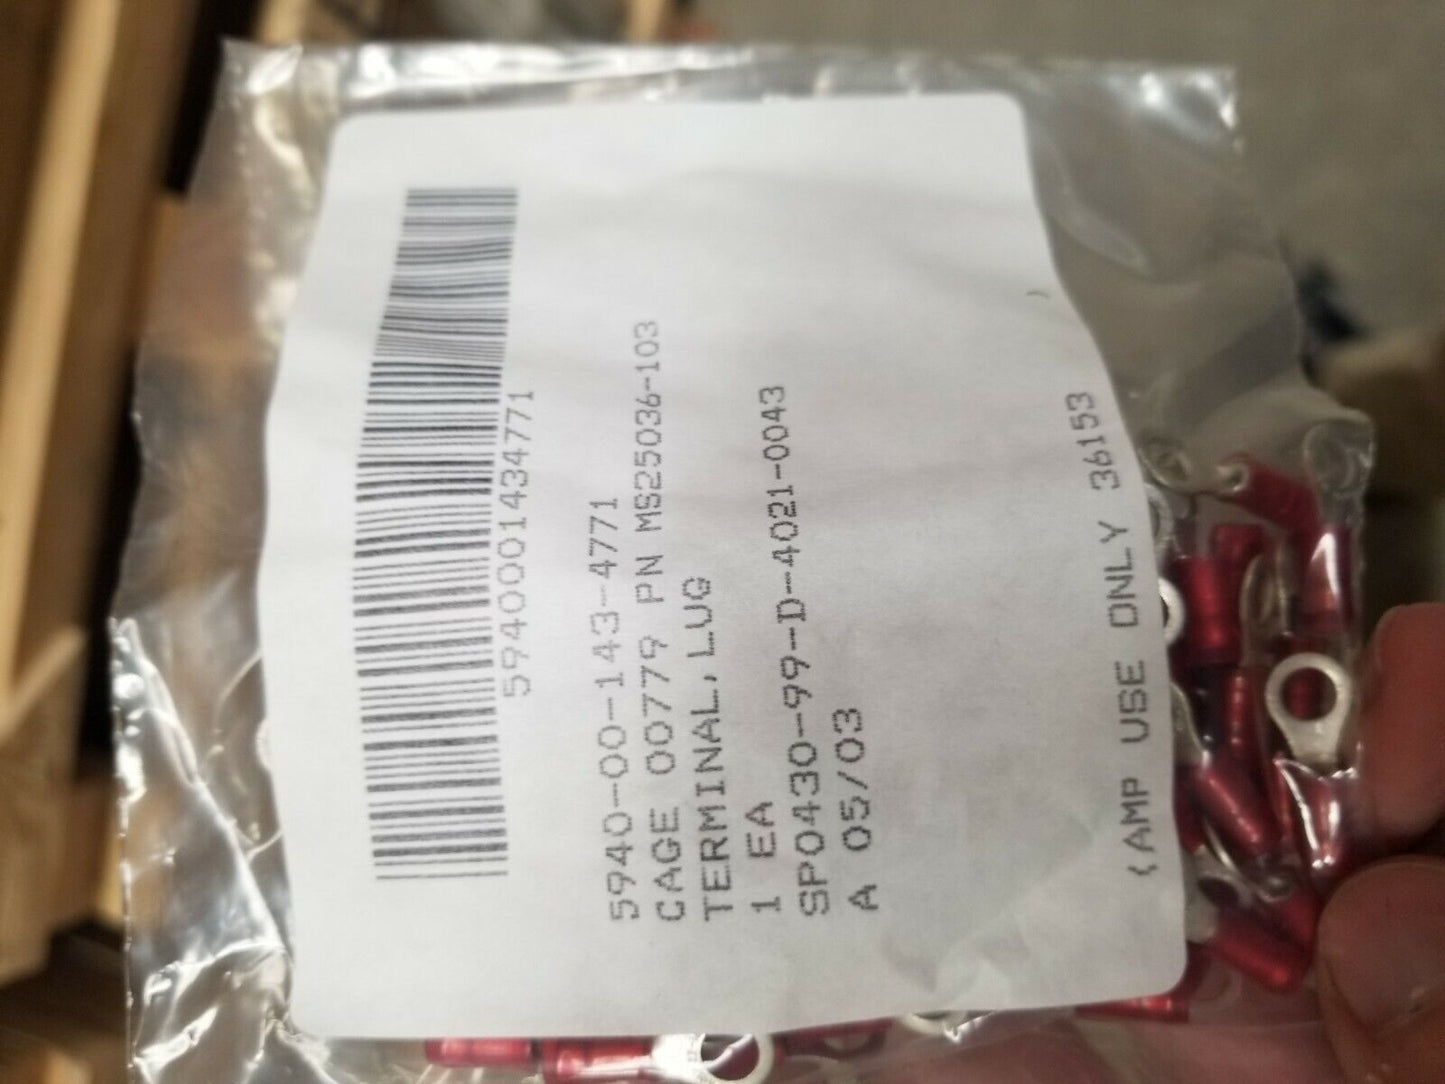 5940001434771
5940-00-143-4771
CAGE 00779 PN MS25036-103
TERMINAL, LUG
1 EA
SP0430-99-D-4021-0043
A 05/03
(AMP USE ONLY 36153 )